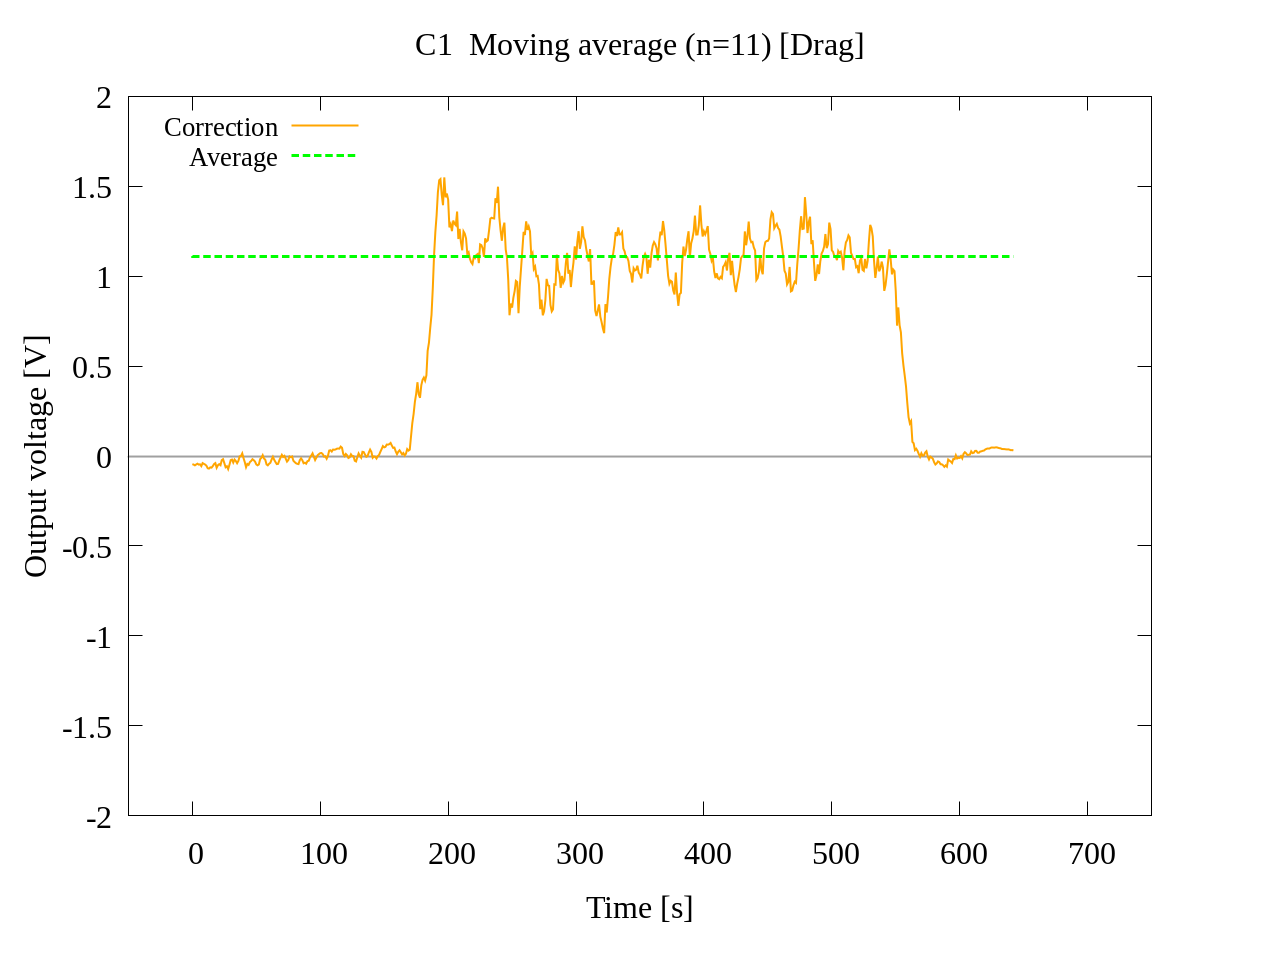 C1  Moving average (n=11) [Drag]
2
1.5
1
0.5
0
-0.5
-1
-1.5
-2
Correction
Average
Output voltage [V]
0 100 200 300 400 500 600 700
Time [s]